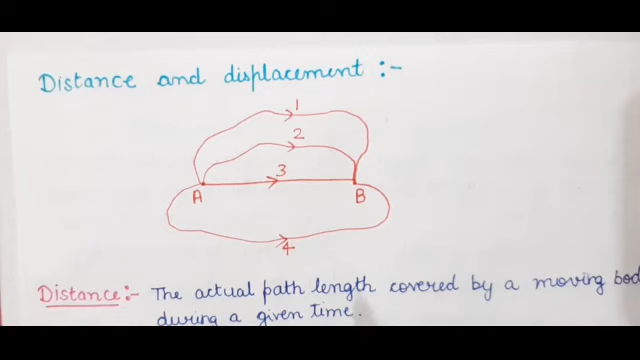 Distance and displacement :-
1
2
3
A
B
4
Distance:- The actual path length covered by a moving
during a given time.